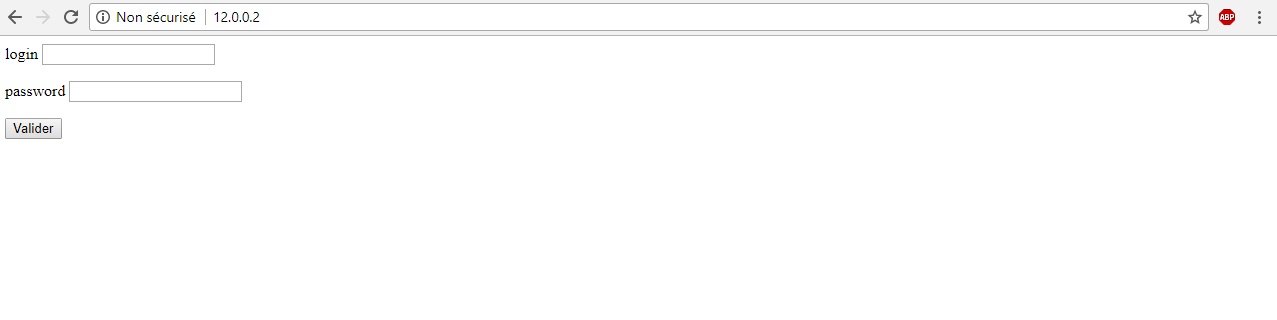 Non sécurisé 12.0.0.2 ABP
login
password
Valider